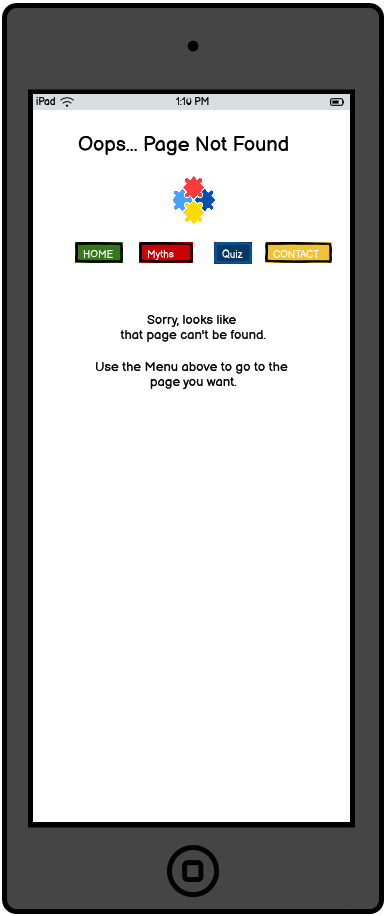 iPad 1:10 PM
Oops... Page Not Found
HOME Myths Quiz CONTACT
Sorry, looks like
that page can't be found.
Use the Menu above to go to the
page you want.